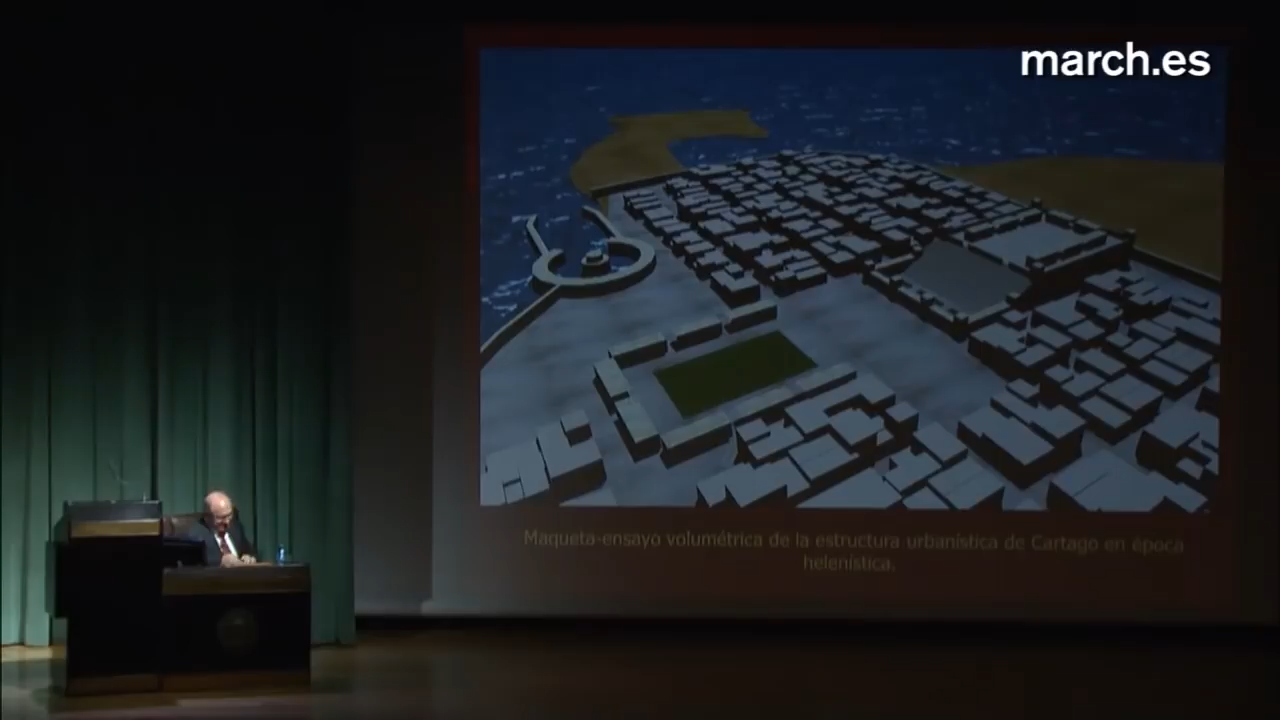 march.es
Maqueta-ensayo volumétrica de la estructura urbanística de Cartago en época
helenística.